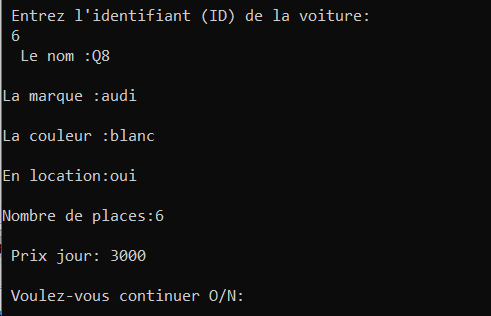 Entrez l'identifiant (ID) de la voiture:
6
Le nom :Q8
La marque :audi
La couleur :blanc
En location:oui
Nombre de places:6
Prix jour: 3000
Voulez-vous continuer O/N: